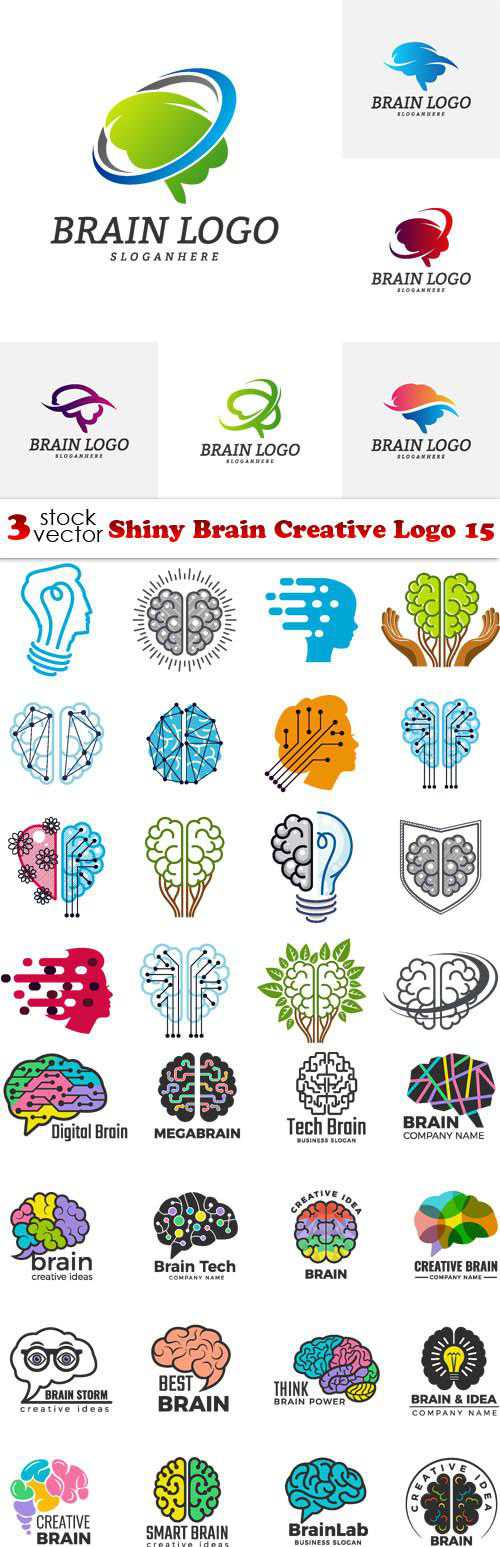 BRAIN LOGO
SLOGANHERE
BRAIN LOGO
SLOGANHERE
BRAIN LOGO
SLOGANHERE
BRAIN LOGO
SLOGANHERE
BRAIN LOGO
SLOGANHERE
BRAIN LOGO
SLOGANHERE
3 stock vector Shiny Brain Creative Logo 15
Digital Brain
MEGABRAIN
Tech Brain
BUSINESS SLOGAN
BRAIN
COMPANY NAME
brain
creative ideas
Brain Tech
COMPANY NAME
CREATIVE IDEA
BRAIN
CREATIVE BRAIN
COMPANY NAME
BRAIN STORM
creative ideas
BEST
BRAIN
THINK
BRAIN POWER
BRAIN & IDEA
COMPANY NAME
CREATIVE
BRAIN
SMART BRAIN
CREATIVE IDEAS
BrainLab
BUSINESS SLOGAN
CREATIVE IDEA
BRAIN